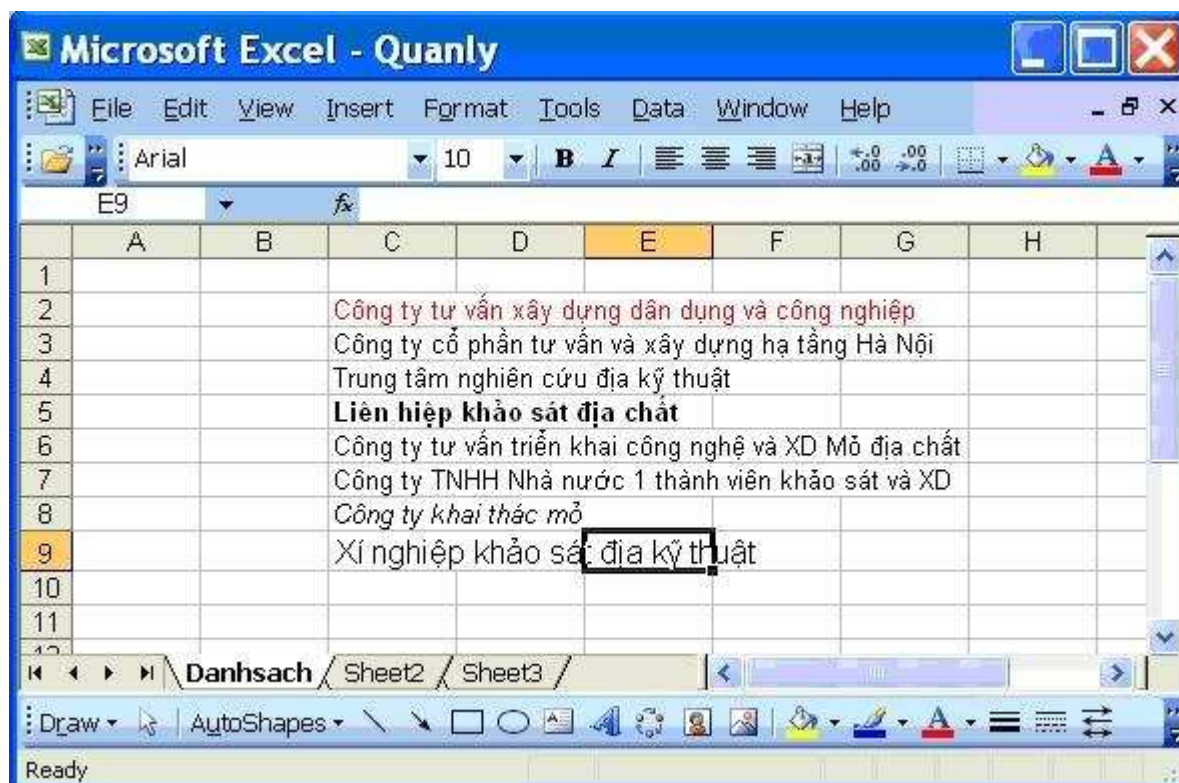 Microsoft Excel - Quanly
File Edit View Insert Format Tools Data Window Help
Arial 10 B I A
E9 fx
A B C D E F G H
1
2 Công ty tư vấn xây dựng dân dụng và công nghiệp
3 Công ty cổ phần tư vấn và xây dựng hạ tầng Hà Nội
4 Trung tâm nghiên cứu địa kỹ thuật
5 Liên hiệp khảo sát địa chất
6 Công ty tư vấn triển khai công nghệ và XD Mỏ địa chất
7 Công ty TNHH Nhà nước 1 thành viên khảo sát và XD
8 Công ty khai thác mỏ
9 Xí nghiệp khảo sát địa kỹ thuật
10
11
Danhsach Sheet2 Sheet3
Draw AutoShapes A
Ready